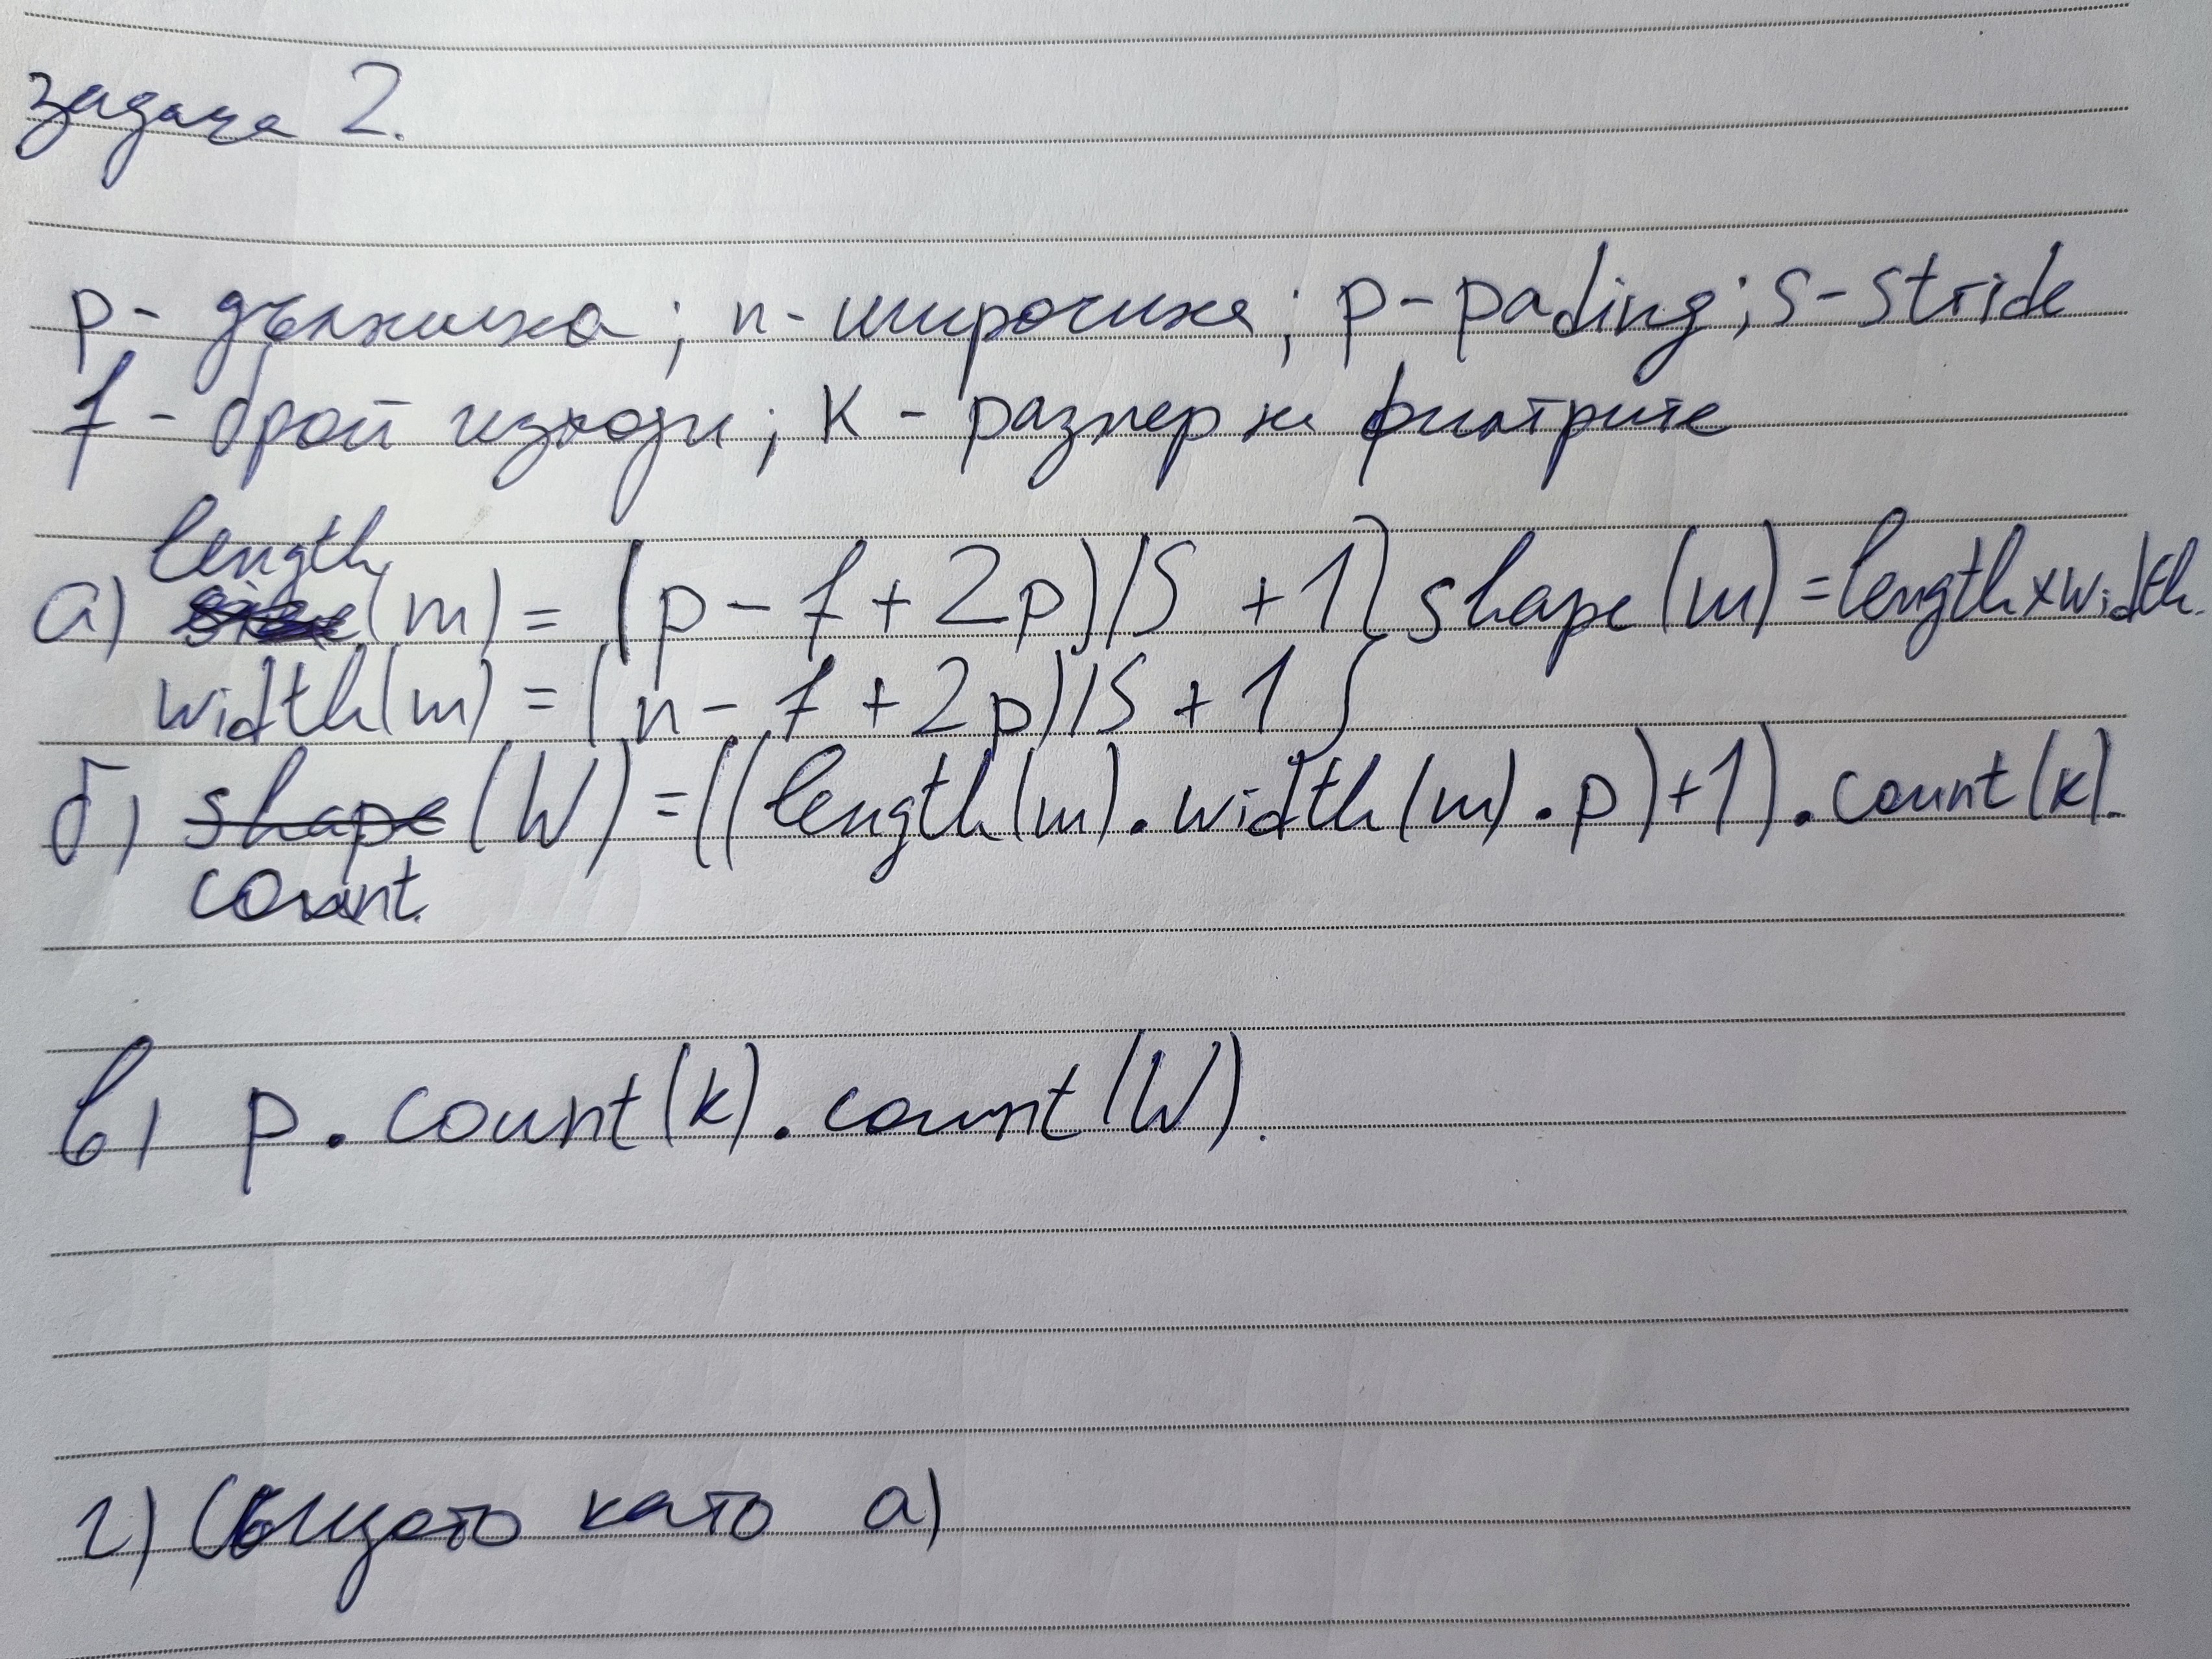 задача 2.
p - дължина; n - широчина; p - pading; s - stride
f - брой изходи; k - размер на филтрите
length
а) (m) = (p - f + 2p)/S + 1 } shape(m) = length x width.
width(m) = (n - f + 2p)/S + 1 }
б) shape (W) = ((length(m) . width(m) . p) + 1) . count(k).
count
в) p . count(k) . count(W).
г) Същото като а)